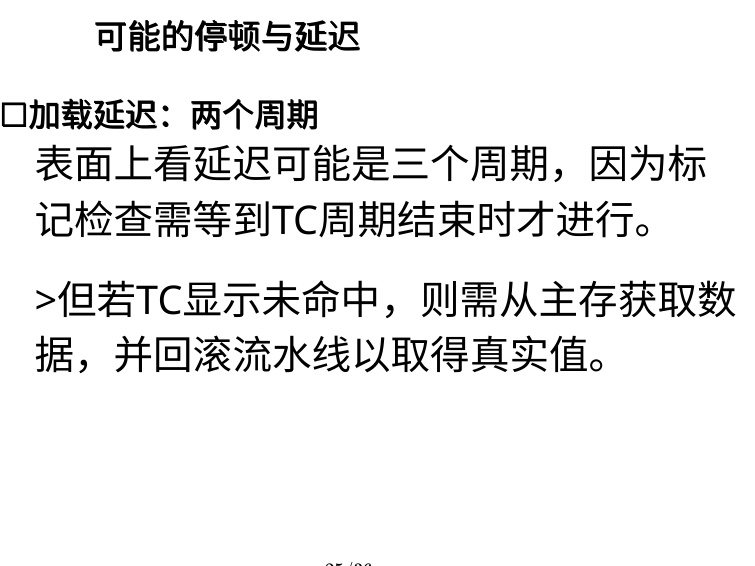 可能的停顿与延迟
□加载延迟：两个周期
表面上看延迟可能是三个周期，因为标
记检查需等到TC周期结束时才进行。
>但若TC显示未命中，则需从主存获取数
据，并回滚流水线以取得真实值。